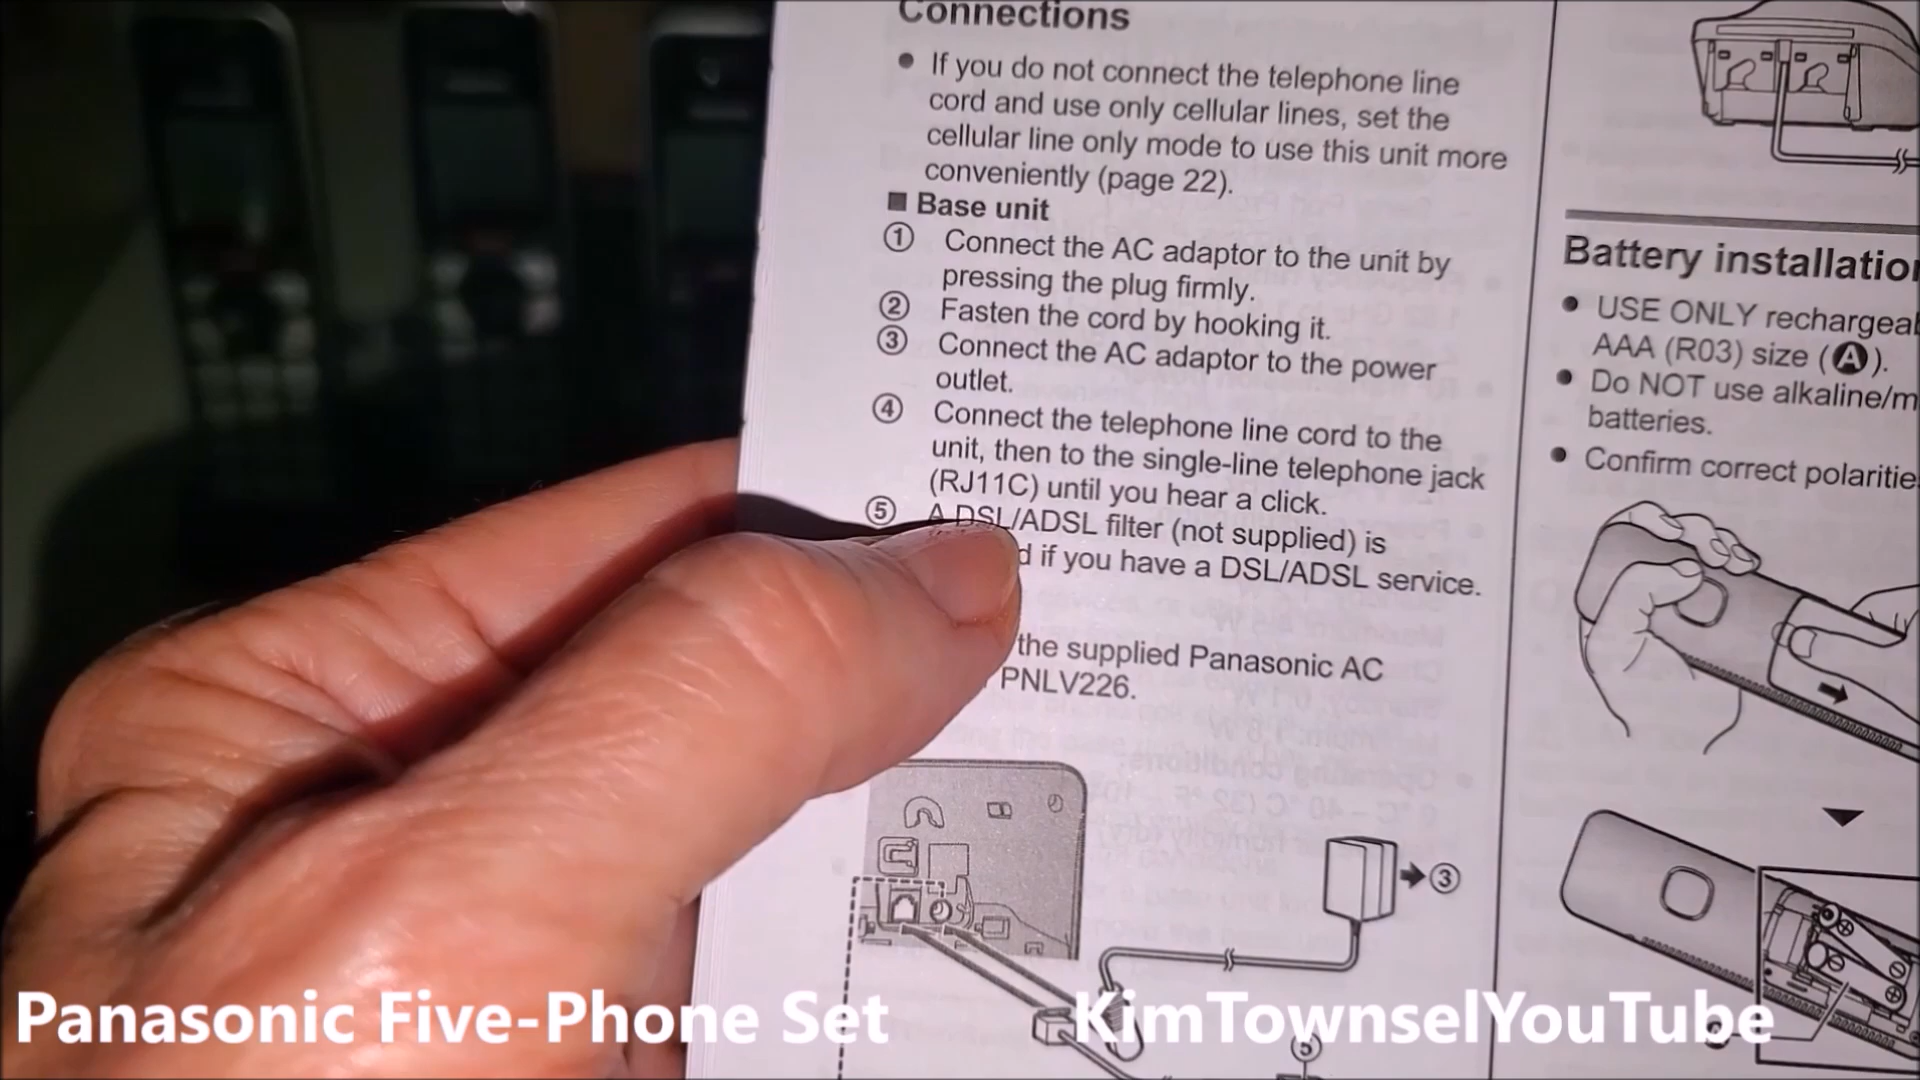 Connections
● If you do not connect the telephone line
cord and use only cellular lines, set the
cellular line only mode to use this unit more
conveniently (page 22).
■ Base unit
① Connect the AC adaptor to the unit by
pressing the plug firmly.
② Fasten the cord by hooking it.
③ Connect the AC adaptor to the power
outlet.
④ Connect the telephone line cord to the
unit, then to the single-line telephone jack
(RJ11C) until you hear a click.
⑤ A DSL/ADSL filter (not supplied) is
if you have a DSL/ADSL service.
the supplied Panasonic AC
PNLV226.
③
⑤
Battery installation
● USE ONLY
AAA (R03) size (A).
● Do NOT use
batteries.
● Confirm correct
Panasonic Five-Phone Set
KimTownselYouTube